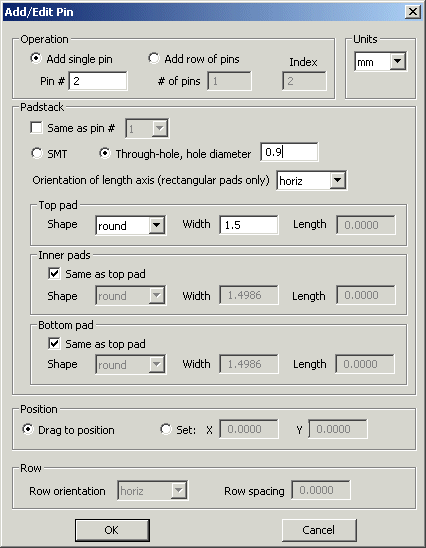 Add/Edit Pin
Operation
Units
Add single pin
Add row of pins
Index
mm
Pin # 2
# of pins 1
2
Padstack
Same as pin # 1
SMT
Through-hole, hole diameter 0.9
Orientation of length axis (rectangular pads only) horiz
Top pad
Shape round Width 1.5 Length 0.0000
Inner pads
Same as top pad
Shape round Width 1.4986 Length 0.0000
Bottom pad
Same as top pad
Shape round Width 1.4986 Length 0.0000
Position
Drag to position
Set: X 0.0000 Y 0.0000
Row
Row orientation horiz Row spacing 0.0000
OK
Cancel